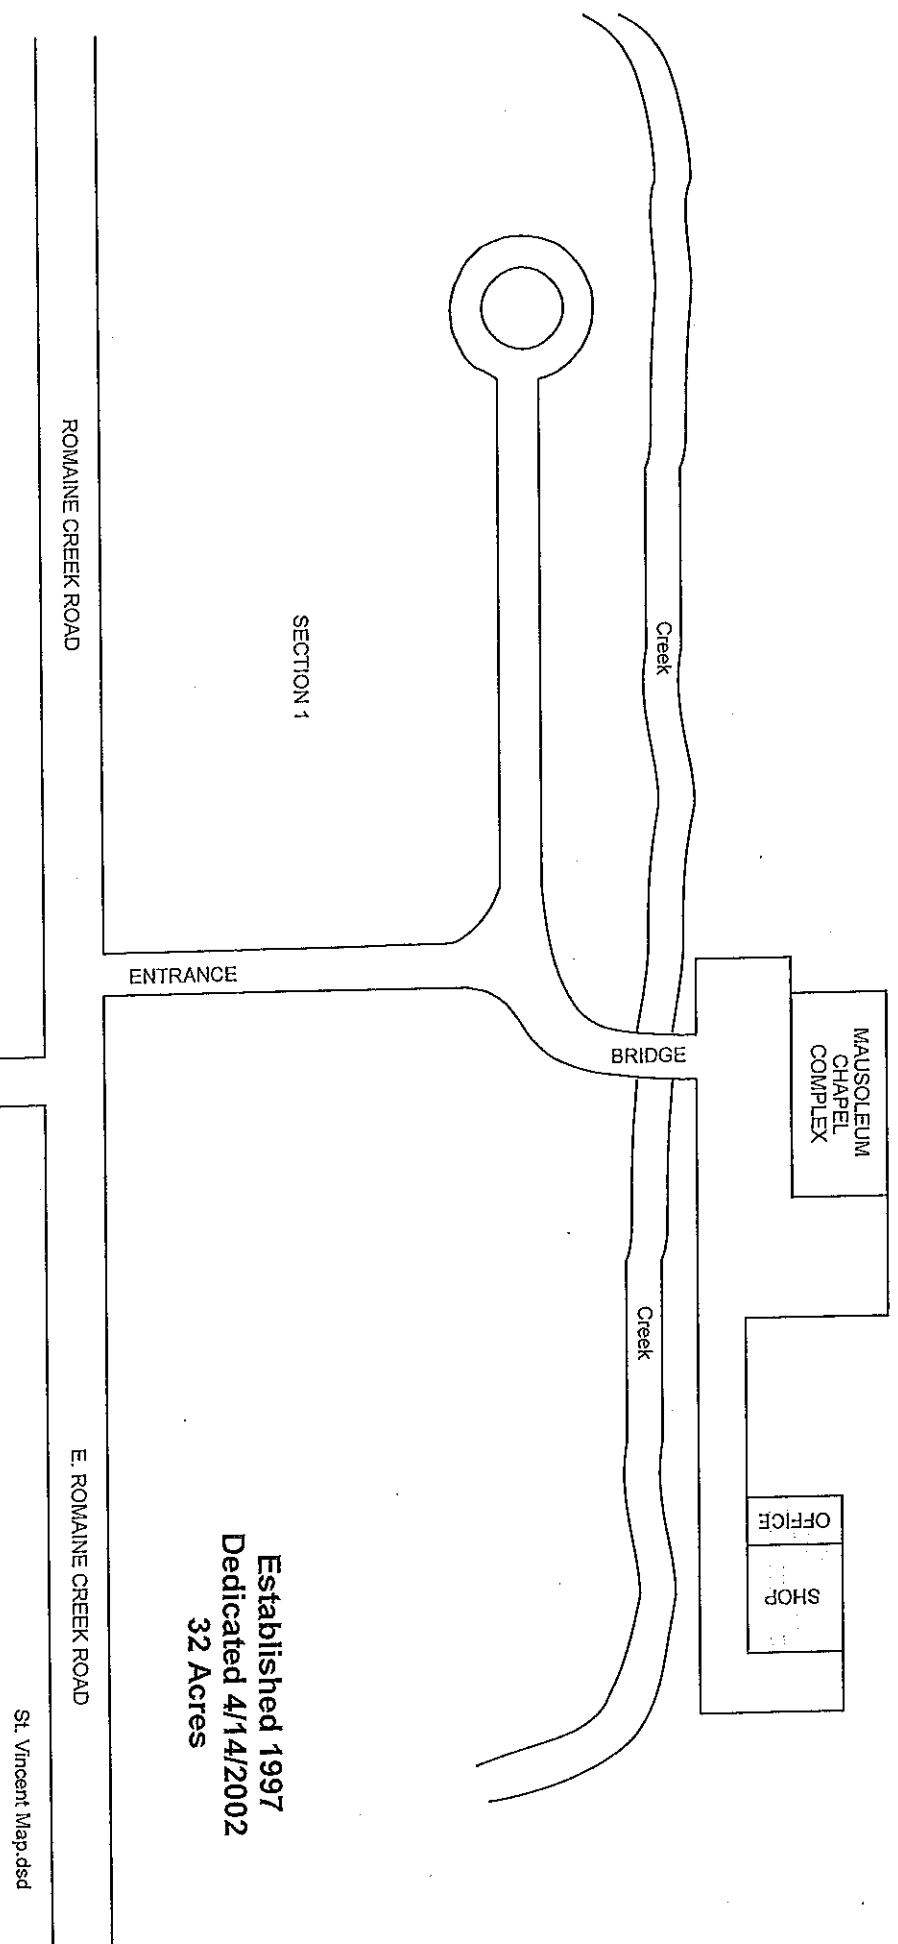 MAUSOLEUM
CHAPEL
COMPLEX
OFFICE
SHOP
Creek
BRIDGE
Creek
SECTION 1
ENTRANCE
Established 1997
Dedicated 4/14/2002
32 Acres
ROMAINE CREEK ROAD
E. ROMAINE CREEK ROAD
St. Vincent Map.dsd